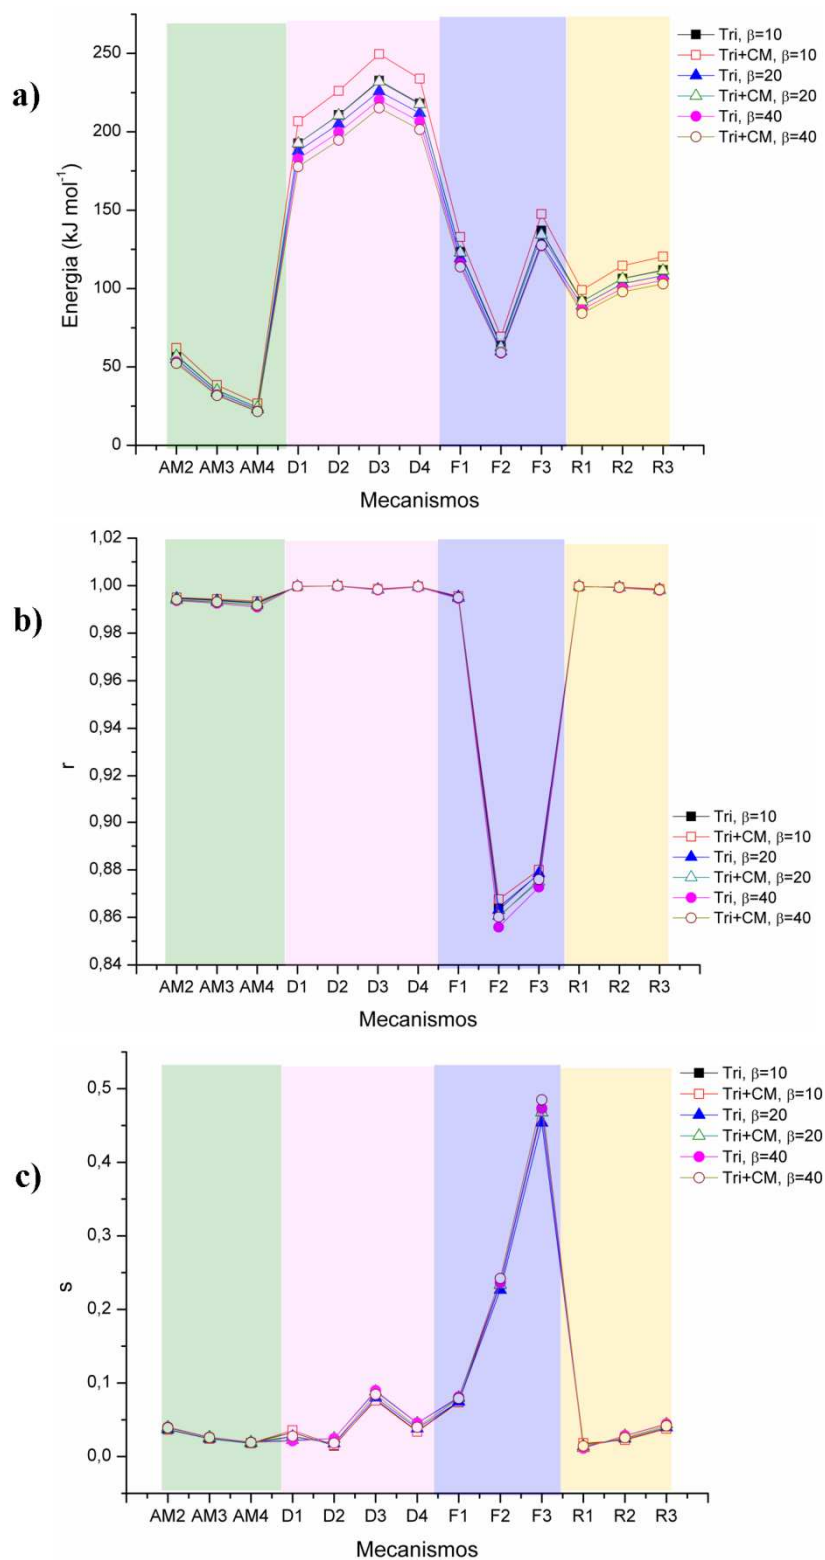 a)
Energia (kJ mol⁻¹)
250
200
150
100
50
0
AM2 AM3 AM4 D1 D2 D3 D4 F1 F2 F3 R1 R2 R3
Mecanismos
Tri, β=10
Tri+CM, β=10
Tri, β=20
Tri+CM, β=20
Tri, β=40
Tri+CM, β=40
b)
r
1,02
1,00
0,98
0,96
0,94
0,92
0,90
0,88
0,86
0,84
AM2 AM3 AM4 D1 D2 D3 D4 F1 F2 F3 R1 R2 R3
Mecanismos
Tri, β=10
Tri+CM, β=10
Tri, β=20
Tri+CM, β=20
Tri, β=40
Tri+CM, β=40
c)
s
0,5
0,4
0,3
0,2
0,1
0,0
AM2 AM3 AM4 D1 D2 D3 D4 F1 F2 F3 R1 R2 R3
Mecanismos
Tri, β=10
Tri+CM, β=10
Tri, β=20
Tri+CM, β=20
Tri, β=40
Tri+CM, β=40